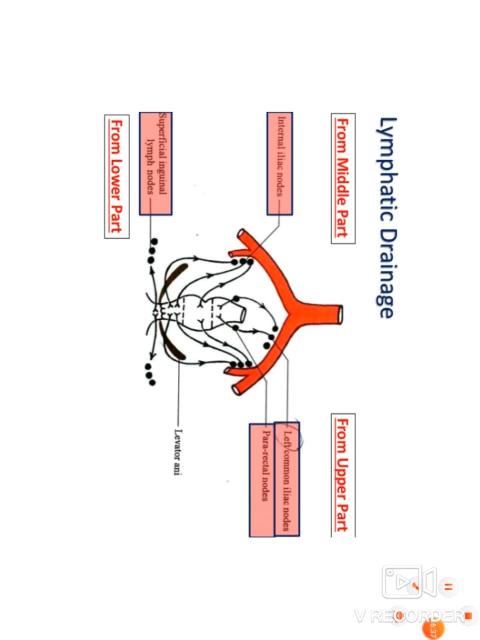 Lymphatic Drainage
From Middle Part
From Upper Part
Internal iliac nodes
Left common iliac nodes
Para-rectal nodes
Levator ani
Superficial inguinal
lymph nodes
From Lower Part
V RECORDER